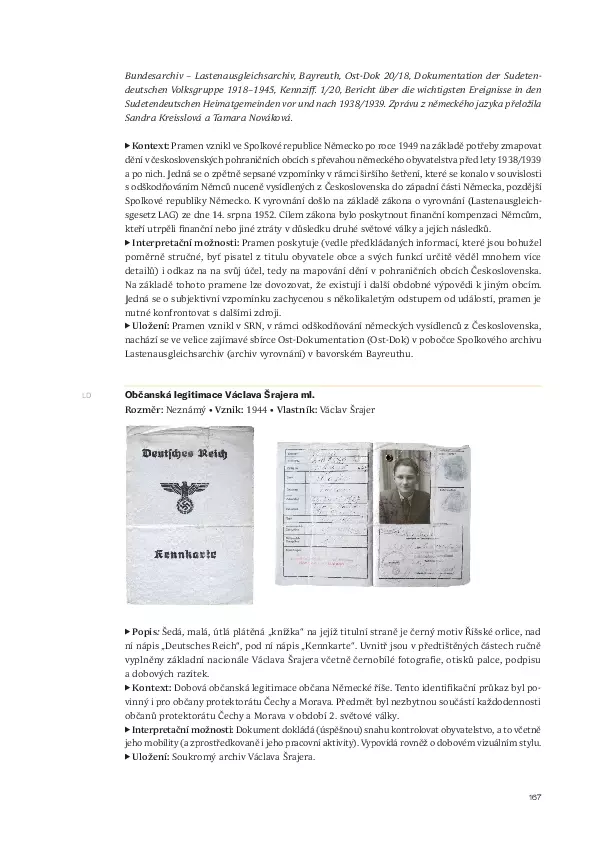 Bundesarchiv – Lastenausgleichsarchiv, Bayreuth, Ost-Dok 20/18, Dokumentation der Sudeten-
deutschen Volksgruppe 1918–1945, Kennziff. 1/20, Bericht über die wichtigsten Ereignisse in den
Sudetendeutschen Heimatgemeinden vor und nach 1938/1939. Zprávu z německého jazyka přeložila
Sandra Kreisslová a Tamara Nováková.
▶ Kontext: Pramen vznikl ve Spolkové republice Německo po roce 1949 na základě potřeby zmapovat
dění v československých pohraničních obcích s převahou německého obyvatelstva před lety 1938/1939
a po nich. Jedná se o zpětně sepsané vzpomínky v rámci širšího šetření, které se konalo v souvislosti
s odškodňováním Němců nuceně vysídlených z Československa do západní části Německa, pozdější
Spolkové republiky Německo. K vyrovnání došlo na základě zákona o vyrovnání (Lastenausgleich-
sgesetz LAG) ze dne 14. srpna 1952. Cílem zákona bylo poskytnout finanční kompenzaci Němcům,
kteří utrpěli finanční nebo jiné ztráty v důsledku druhé světové války a jejích následků.
▶ Interpretační možnosti: Pramen poskytuje (vedle předkládaných informací, které jsou bohužel
poměrně stručné, byť pisatel z titulu obyvatele obce a svých funkcí určitě věděl mnohem více
detailů) i odkaz na na svůj účel, tedy na mapování dění v pohraničních obcích Československa.
Na základě tohoto pramene lze dovozovat, že existují i další obdobné výpovědi k jiným obcím.
Jedná se o subjektivní vzpomínku zachycenou s několikaletým odstupem od událostí, pramen je
nutné konfrontovat s dalšími zdroji.
▶ Uložení: Pramen vznikl v SRN, v rámci odškodňování německých vysídlenců z Československa,
nachází se ve velice zajímavé sbírce Ost-Dokumentation (Ost-Dok) v pobočce Spolkového archivu
Lastenausgleichsarchiv (archiv vyrovnání) v bavorském Bayreuthu.
LD
Občanská legitimace Václava Šrajera ml.
Rozměr: Neznámý • Vznik: 1944 • Vlastník: Václav Šrajer
Deutsches Reich
Kennkarte
▶ Popis: Šedá, malá, útlá plátěná „knížka“ na jejíž titulní straně je černý motiv Říšské orlice, nad
ní nápis „Deutsches Reich“, pod ní nápis „Kennkarte“. Uvnitř jsou v předtištěných částech ručně
vyplněny základní nacionale Václava Šrajera včetně černobílé fotografie, otisků palce, podpisu
a dobových razítek.
▶ Kontext: Dobová občanská legitimace občana Německé říše. Tento identifikační průkaz byl po-
vinný i pro občany protektorátu Čechy a Morava. Předmět byl nezbytnou součástí každodennosti
občanů protektorátu Čechy a Morava v období 2. světové války.
▶ Interpretační možnosti: Dokument dokládá (úspěšnou) snahu kontrolovat obyvatelstvo, a to včetně
jeho mobility (a zprostředkovaně i jeho pracovní aktivity). Vypovídá rovněž o dobovém vizuálním stylu.
▶ Uložení: Soukromý archiv Václava Šrajera.
167